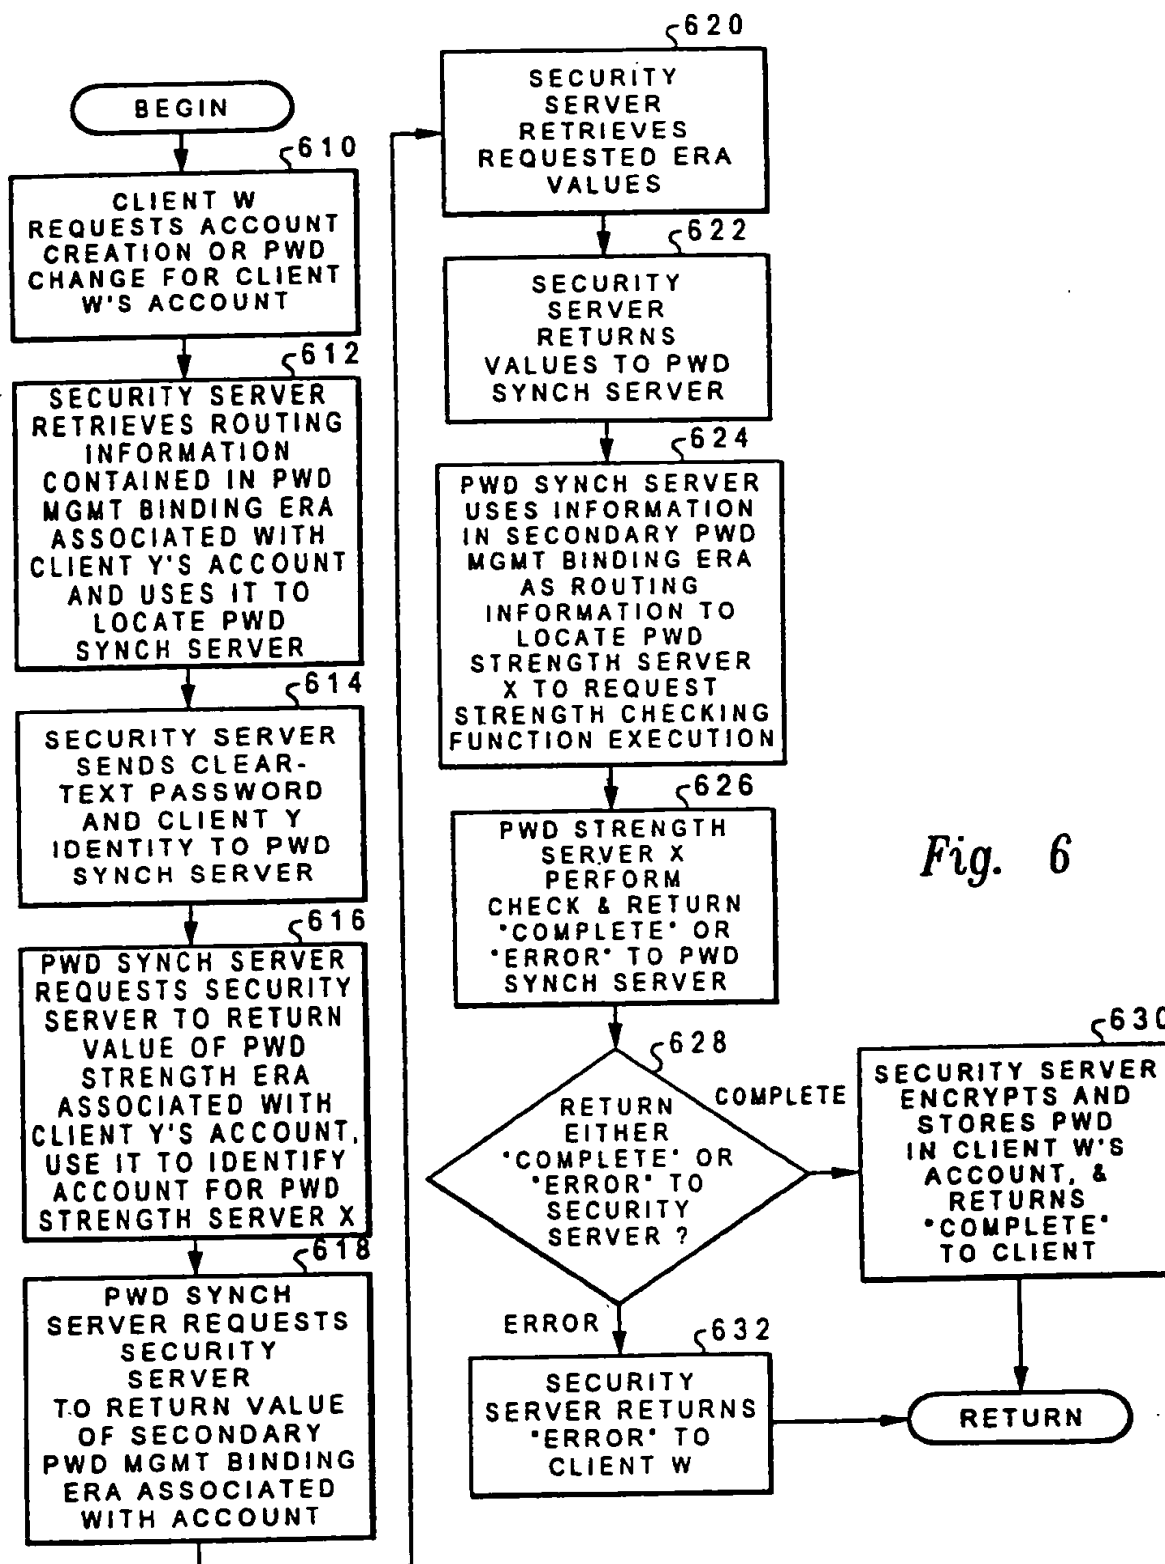 BEGIN
610
CLIENT W
REQUESTS ACCOUNT
CREATION OR PWD
CHANGE FOR CLIENT
W'S ACCOUNT
612
SECURITY SERVER
RETRIEVES ROUTING
INFORMATION
CONTAINED IN PWD
MGMT BINDING ERA
ASSOCIATED WITH
CLIENT Y'S ACCOUNT
AND USES IT TO
LOCATE PWD
SYNCH SERVER
614
SECURITY SERVER
SENDS CLEAR-
TEXT PASSWORD
AND CLIENT Y
IDENTITY TO PWD
SYNCH SERVER
616
PWD SYNCH SERVER
REQUESTS SECURITY
SERVER TO RETURN
VALUE OF PWD
STRENGTH ERA
ASSOCIATED WITH
CLIENT Y'S ACCOUNT,
USE IT TO IDENTIFY
ACCOUNT FOR PWD
STRENGTH SERVER X
618
PWD SYNCH
SERVER REQUESTS
SECURITY
SERVER
TO RETURN VALUE
OF SECONDARY
PWD MGMT BINDING
ERA ASSOCIATED
WITH ACCOUNT
620
SECURITY
SERVER
RETRIEVES
REQUESTED ERA
VALUES
622
SECURITY
SERVER
RETURNS
VALUES TO PWD
SYNCH SERVER
624
PWD SYNCH SERVER
USES INFORMATION
IN SECONDARY PWD
MGMT BINDING ERA
AS ROUTING
INFORMATION TO
LOCATE PWD
STRENGTH SERVER
X TO REQUEST
STRENGTH CHECKING
FUNCTION EXECUTION
626
PWD STRENGTH
SERVER X
PERFORM
CHECK & RETURN
"COMPLETE" OR
"ERROR" TO PWD
SYNCH SERVER
628
RETURN
EITHER
"COMPLETE" OR
"ERROR" TO
SECURITY
SERVER ?
COMPLETE
ERROR
630
SECURITY SERVER
ENCRYPTS AND
STORES PWD
IN CLIENT W'S
ACCOUNT, &
RETURNS
"COMPLETE"
TO CLIENT
632
SECURITY
SERVER RETURNS
"ERROR" TO
CLIENT W
RETURN
Fig. 6